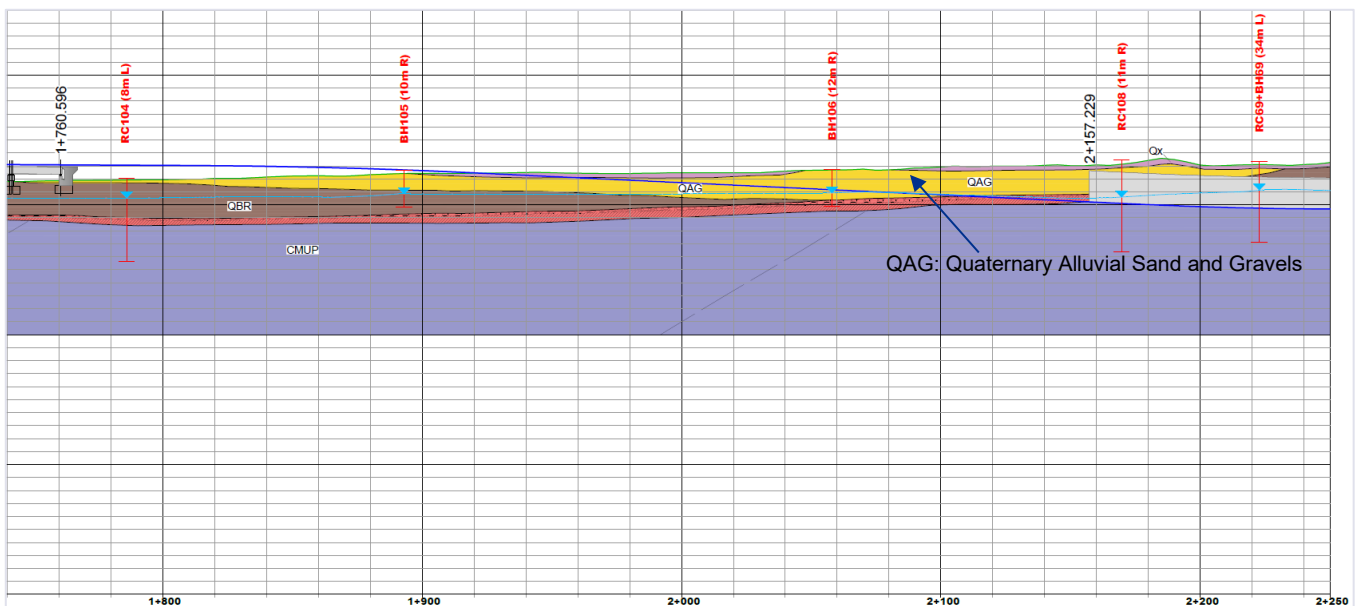 1+760.596
RC104 (8m L)
BH105 (10m R)
BH106 (12m R)
2+157.229
RC108 (11m R)
RC69+BH69 (34m L)
Qx
QAG
QAG
QBR
CMUP
QAG: Quaternary Alluvial Sand and Gravels
1+800
1+900
2+000
2+100
2+200
2+250